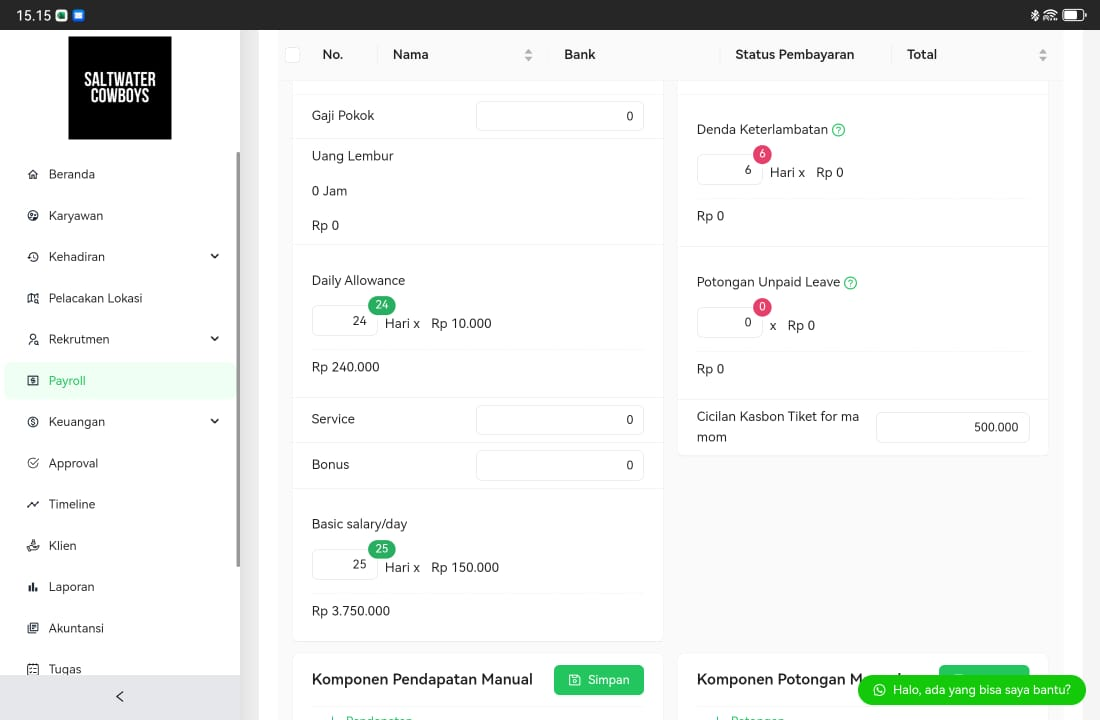 15.15
SALTWATER
COWBOYS
Beranda
Karyawan
Kehadiran
Pelacakan Lokasi
Rekrutmen
Payroll
Keuangan
Approval
Timeline
Klien
Laporan
Akuntansi
Tugas
No. Nama Bank Status Pembayaran Total
Gaji Pokok 0
Uang Lembur
0 Jam
Rp 0
Daily Allowance
24
24 Hari x Rp 10.000
Rp 240.000
Service 0
Bonus 0
Basic salary/day
25
25 Hari x Rp 150.000
Rp 3.750.000
Komponen Pendapatan Manual Simpan
Denda Keterlambatan ?
6
6 Hari x Rp 0
Rp 0
Potongan Unpaid Leave ?
0
0 x Rp 0
Rp 0
Cicilan Kasbon Tiket for ma 500.000
mom
Komponen Potongan
Halo, ada yang bisa saya bantu?